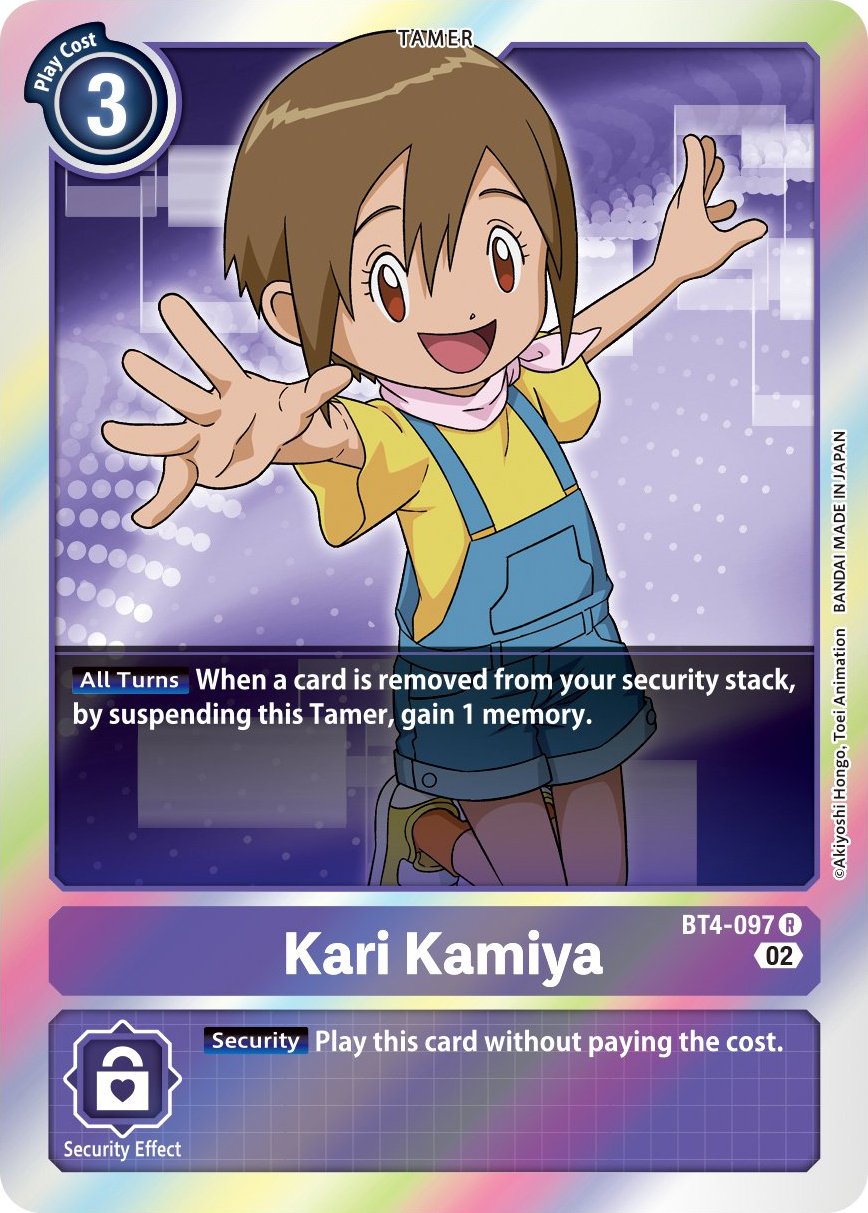 TAMER
Play Cost
3
All Turns When a card is removed from your security stack,
by suspending this Tamer, gain 1 memory.
©Akiyoshi Hongo, Toei Animation BANDAI MADE IN JAPAN
BT4-097 R
Kari Kamiya
02
Security Play this card without paying the cost.
Security Effect